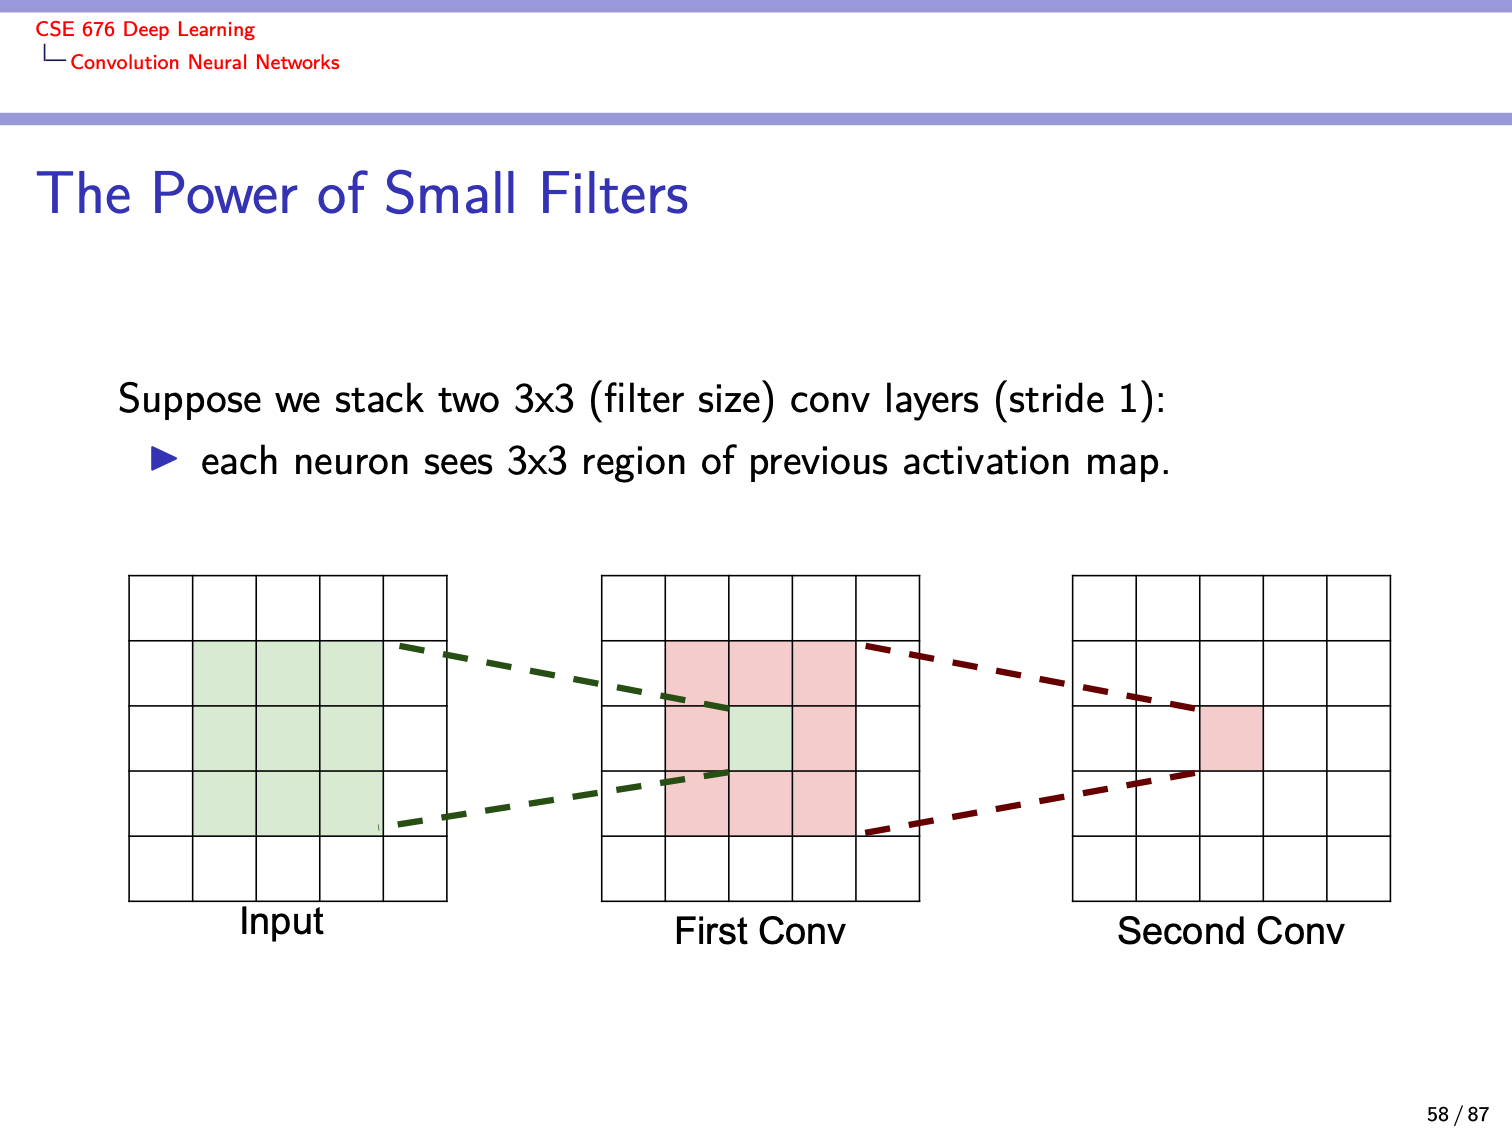 CSE 676 Deep Learning
Convolution Neural Networks
The Power of Small Filters
Suppose we stack two 3x3 (filter size) conv layers (stride 1):
each neuron sees 3x3 region of previous activation map.
Input
First Conv
Second Conv
58 / 87